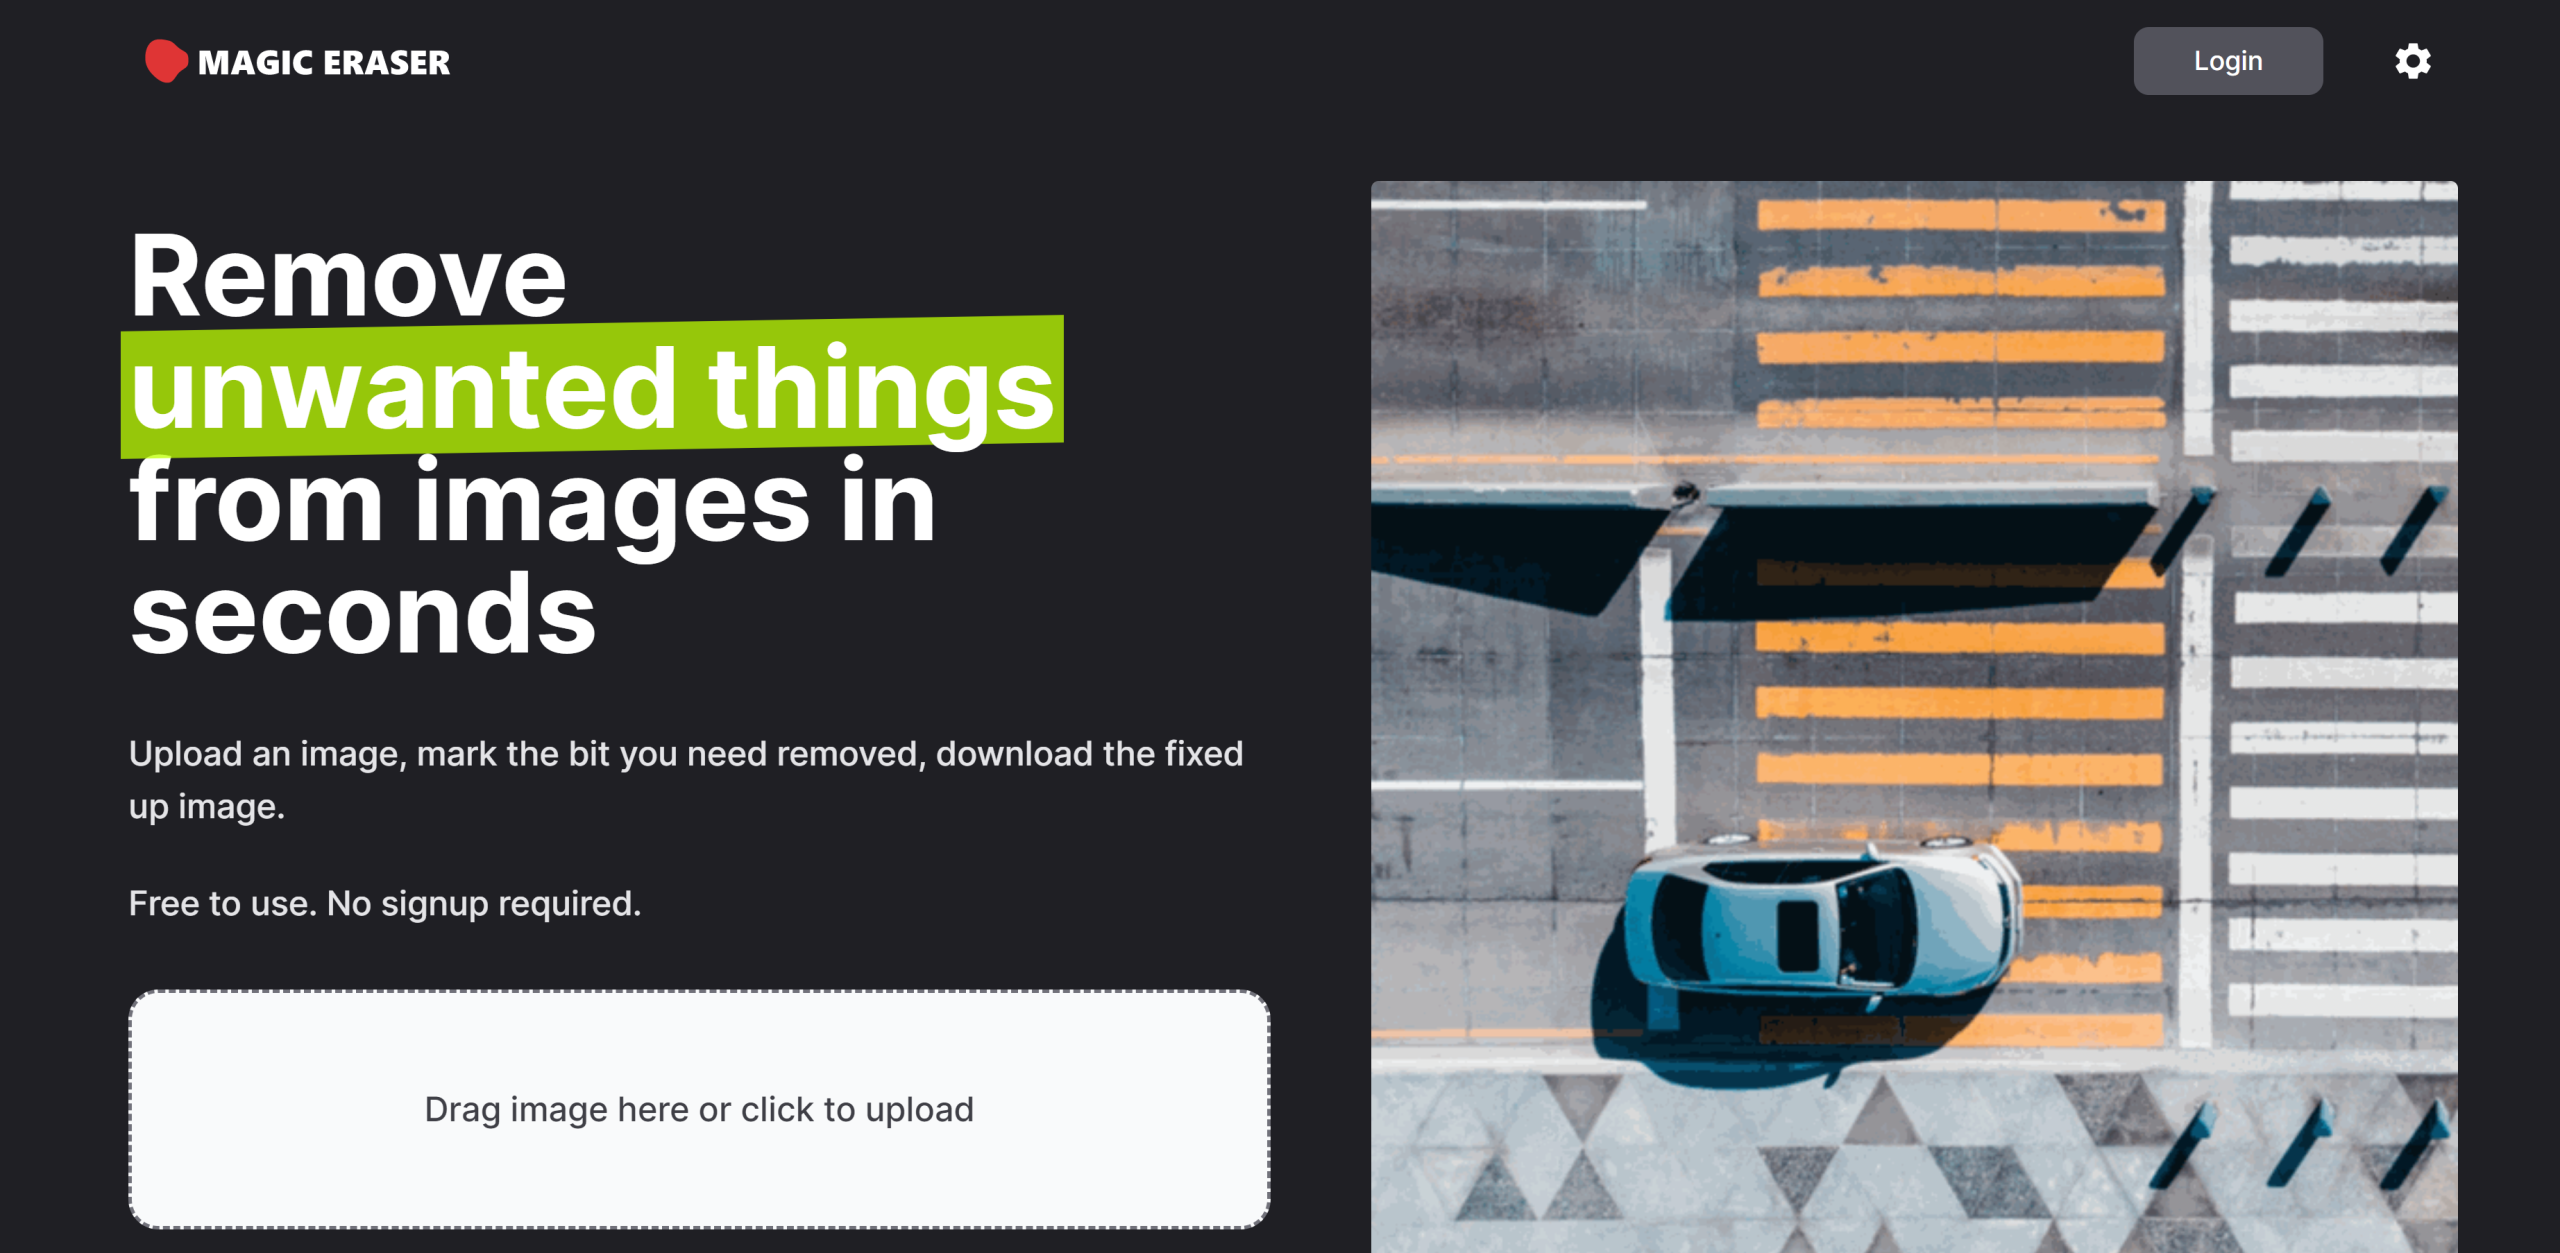 MAGIC ERASER
Login
Remove
unwanted things
from images in
seconds
Upload an image, mark the bit you need removed, download the fixed
up image.
Free to use. No signup required.
Drag image here or click to upload